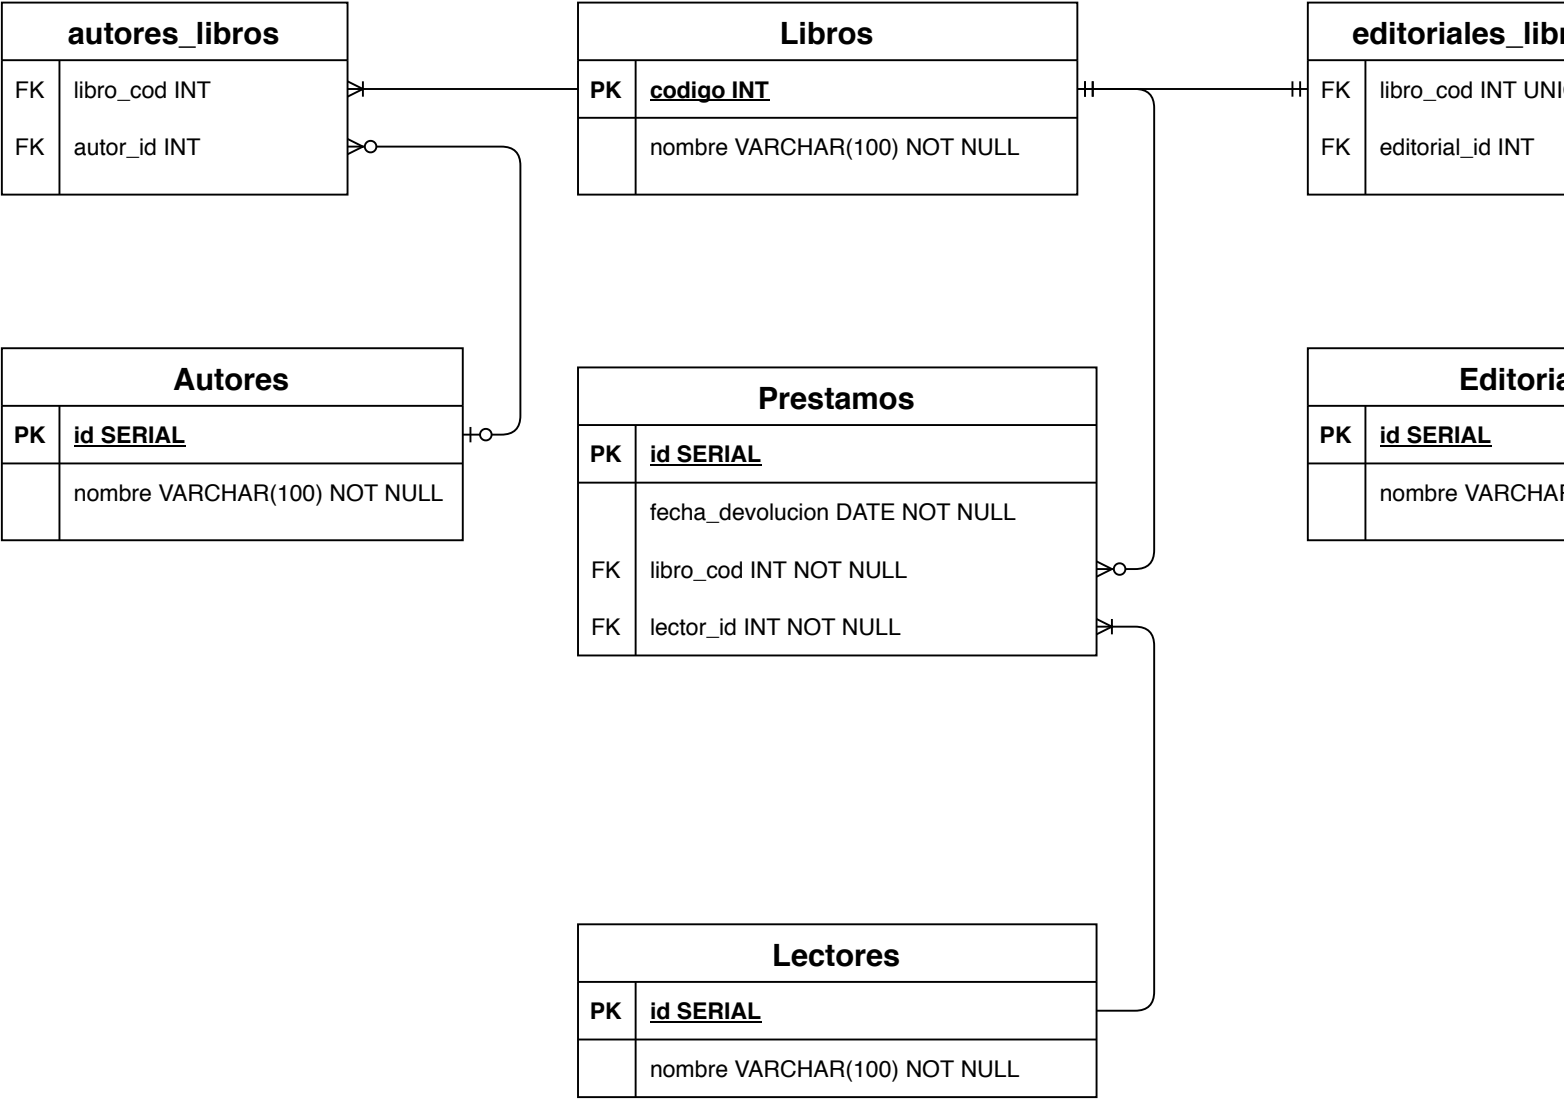 autores_libros
FK libro_cod INT
FK autor_id INT
Libros
PK codigo INT
nombre VARCHAR(100) NOT NULL
FK libro_cod INT
FK editorial_id INT
Autores
PK id SERIAL
nombre VARCHAR(100) NOT NULL
Prestamos
PK id SERIAL
fecha_devolucion DATE NOT NULL
FK libro_cod INT NOT NULL
FK lector_id INT NOT NULL
PK id SERIAL
nombre
Lectores
PK id SERIAL
nombre VARCHAR(100) NOT NULL